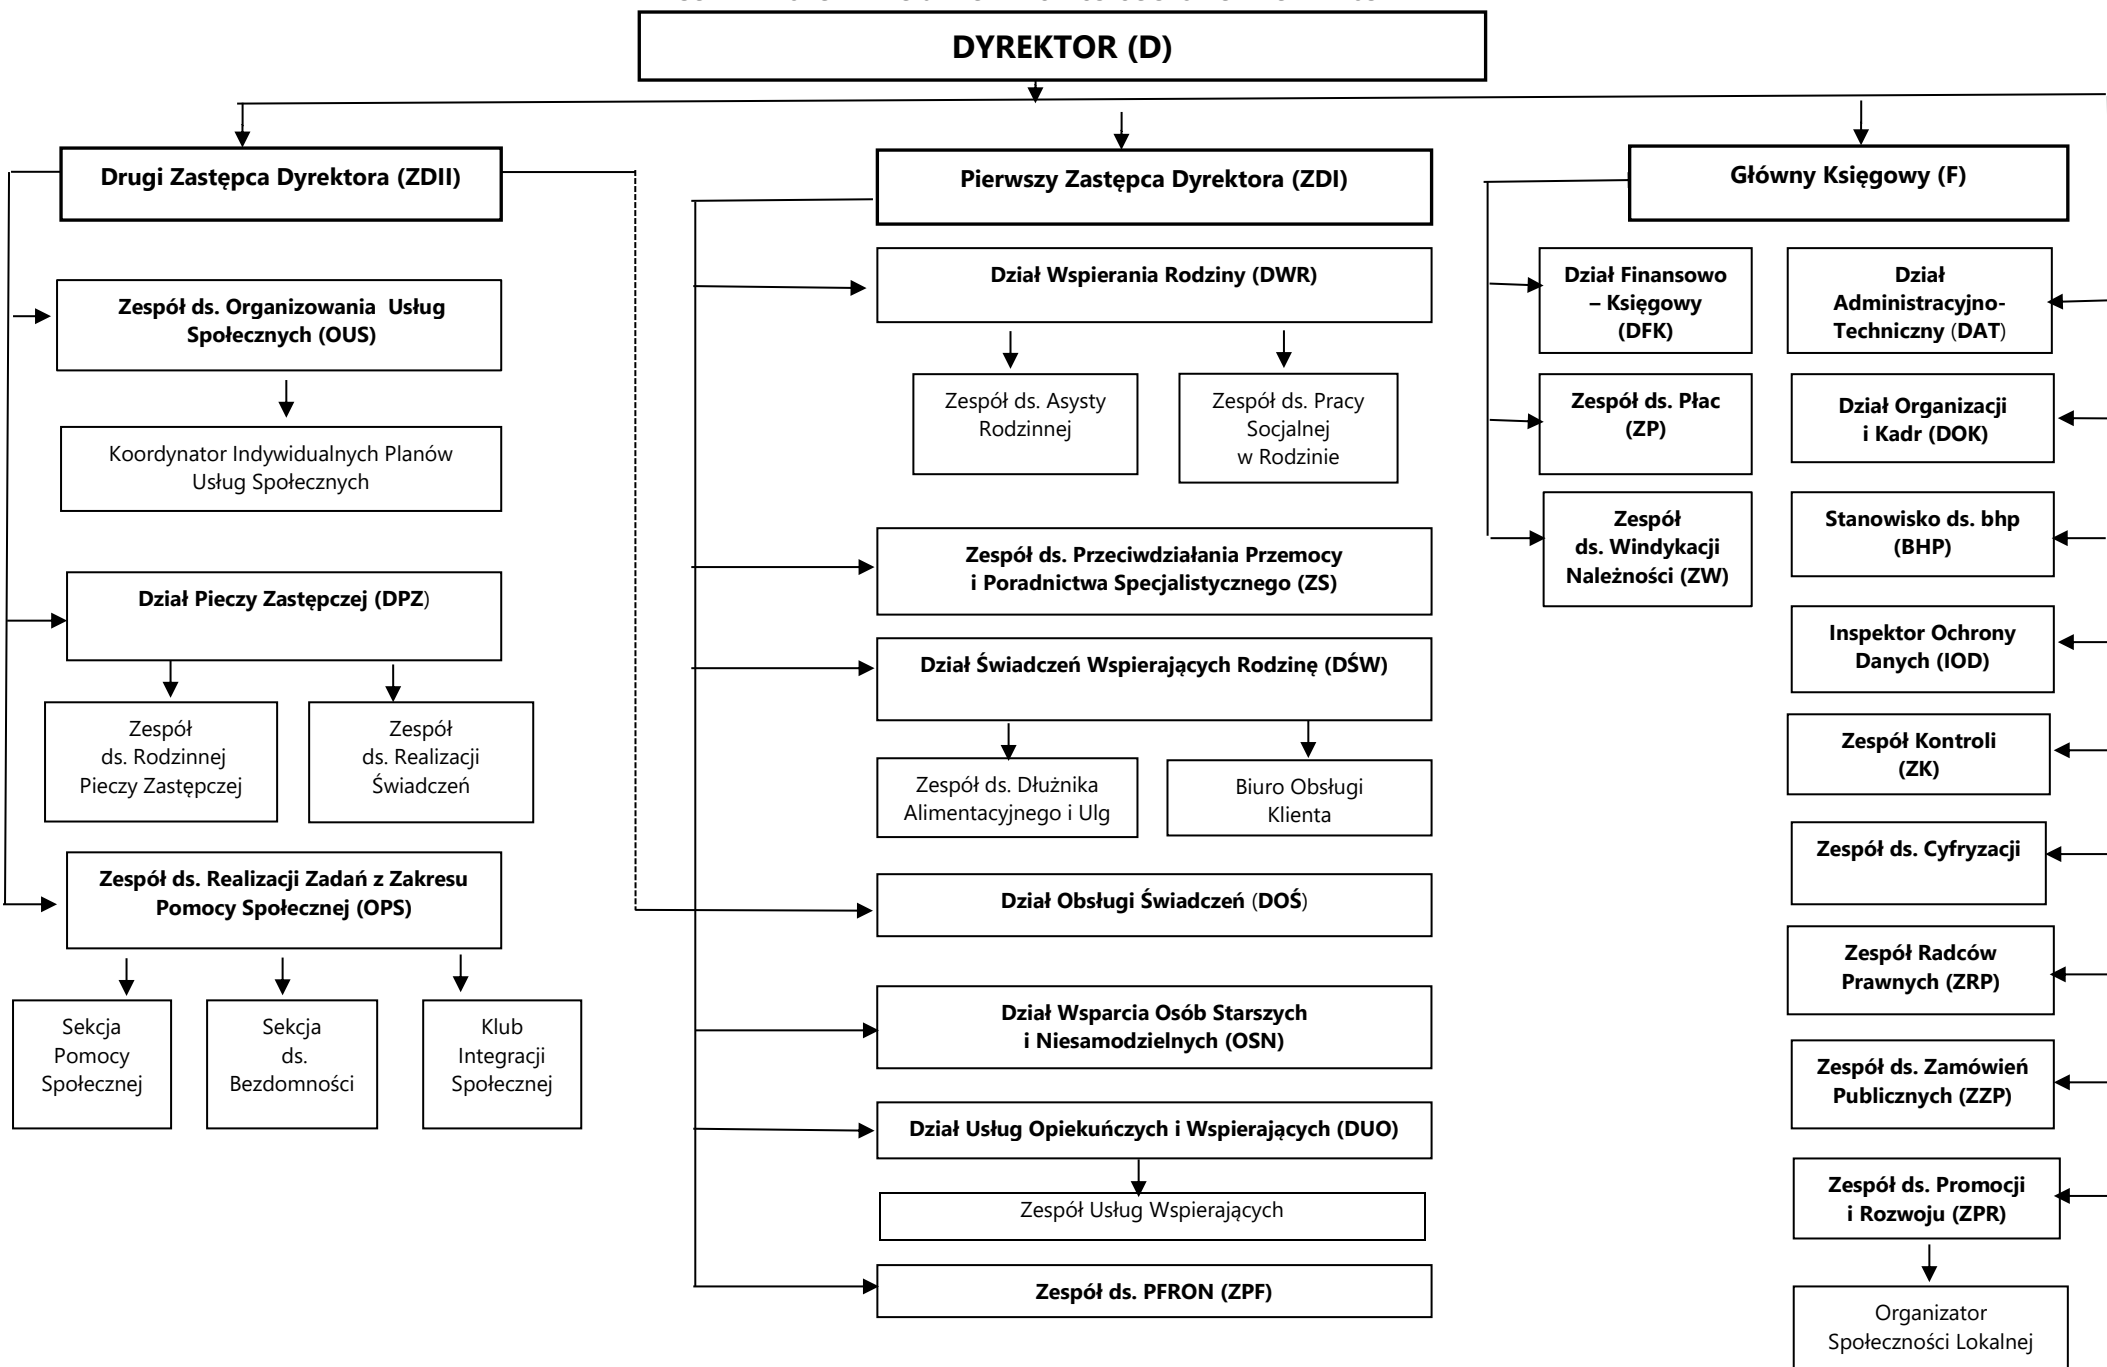 DYREKTOR (D)
Drugi Zastępca Dyrektora (ZDII)
Zespół ds. Organizowania Usług
Społecznych (OUS)
Koordynator Indywidualnych Planów
Usług Społecznych
Dział Pieczy Zastępczej (DPZ)
Zespół
ds. Rodzinnej
Pieczy Zastępczej
Zespół
ds. Realizacji
Świadczeń
Zespół ds. Realizacji Zadań z Zakresu
Pomocy Społecznej (OPS)
Sekcja
Pomocy
Społecznej
Sekcja
ds.
Bezdomności
Klub
Integracji
Społecznej
Pierwszy Zastępca Dyrektora (ZDI)
Dział Wspierania Rodziny (DWR)
Zespół ds. Asysty
Rodzinnej
Zespół ds. Pracy
Socjalnej
w Rodzinie
Zespół ds. Przeciwdziałania Przemocy
i Poradnictwa Specjalistycznego (ZS)
Dział Świadczeń Wspierających Rodzinę (DŚW)
Zespół ds. Dłużnika
Alimentacyjnego i Ulg
Biuro Obsługi
Klienta
Dział Obsługi Świadczeń (DOŚ)
Dział Wsparcia Osób Starszych
i Niesamodzielnych (OSN)
Dział Usług Opiekuńczych i Wspierających (DUO)
Zespół Usług Wspierających
Zespół ds. PFRON (ZPF)
Główny Księgowy (F)
Dział Finansowo
– Księgowy
(DFK)
Zespół ds. Płac
(ZP)
Zespół
ds. Windykacji
Należności (ZW)
Dział
Administracyjno-
Techniczny (DAT)
Dział Organizacji
i Kadr (DOK)
Stanowisko ds. bhp
(BHP)
Inspektor Ochrony
Danych (IOD)
Zespół Kontroli
(ZK)
Zespół ds. Cyfryzacji
Zespół Radców
Prawnych (ZRP)
Zespół ds. Zamówień
Publicznych (ZZP)
Zespół ds. Promocji
i Rozwoju (ZPR)
Organizator
Społeczności Lokalnej